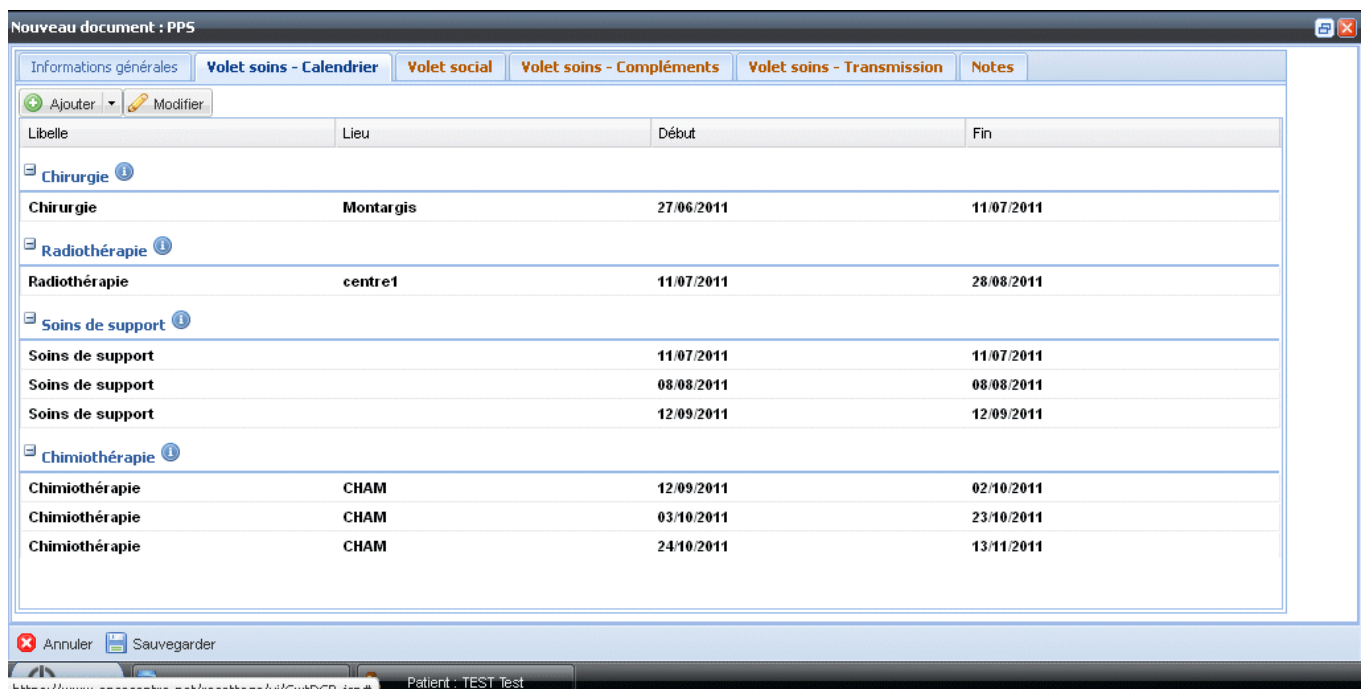 Nouveau document : PPS
Informations générales Volet soins - Calendrier Volet social Volet soins - Compléments Volet soins - Transmission Notes
Ajouter Modifier
Libelle Lieu Début Fin
Chirurgie
Chirurgie Montargis 27/06/2011 11/07/2011
Radiothérapie
Radiothérapie centre1 11/07/2011 28/08/2011
Soins de support
Soins de support 11/07/2011 11/07/2011
Soins de support 08/08/2011 08/08/2011
Soins de support 12/09/2011 12/09/2011
Chimiothérapie
Chimiothérapie CHAM 12/09/2011 02/10/2011
Chimiothérapie CHAM 03/10/2011 23/10/2011
Chimiothérapie CHAM 24/10/2011 13/11/2011
Annuler Sauvegarder
Patient : TEST Test